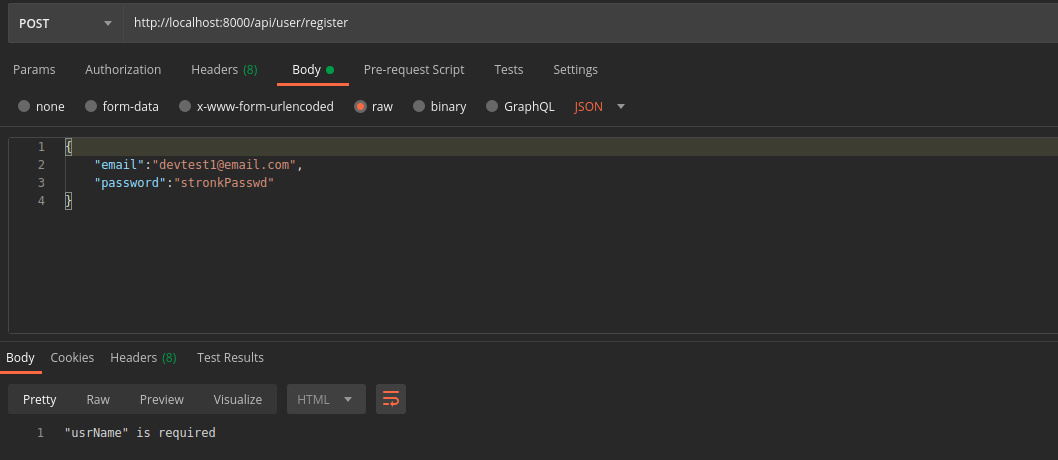 POST http://localhost:8000/api/user/register
Params Authorization Headers (8) Body Pre-request Script Tests Settings
none form-data x-www-form-urlencoded raw binary GraphQL JSON
1 {
2 "email":"devtest1@email.com",
3 "password":"stronkPasswd"
4 }
Body Cookies Headers (8) Test Results
Pretty Raw Preview Visualize HTML
1 "usrName" is required